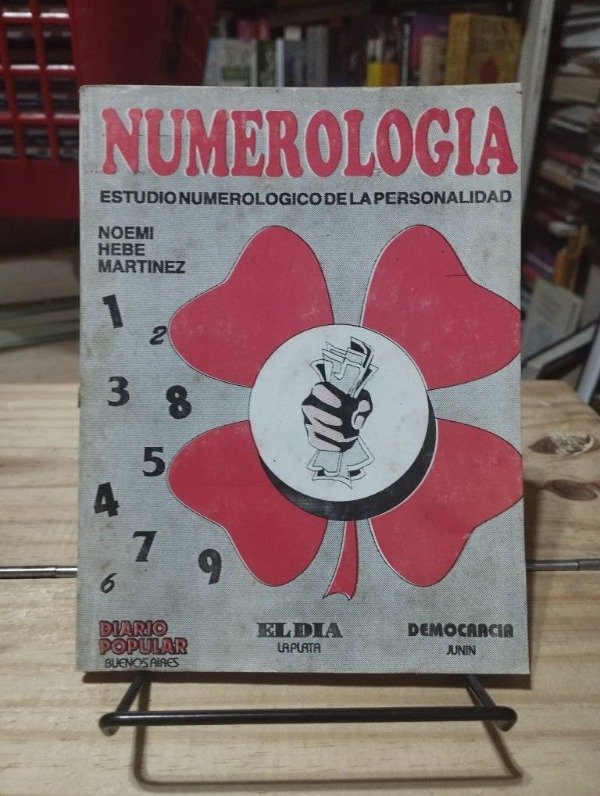 NUMEROLOGIA
ESTUDIO NUMEROLOGICO DE LA PERSONALIDAD
NOEMI
HEBE
MARTINEZ
1
2
3
8
5
4
7
9
6
DIARIO
POPULAR
BUENOS AIRES
EL DIA
LA PLATA
DEMOCRACIA
JUNIN